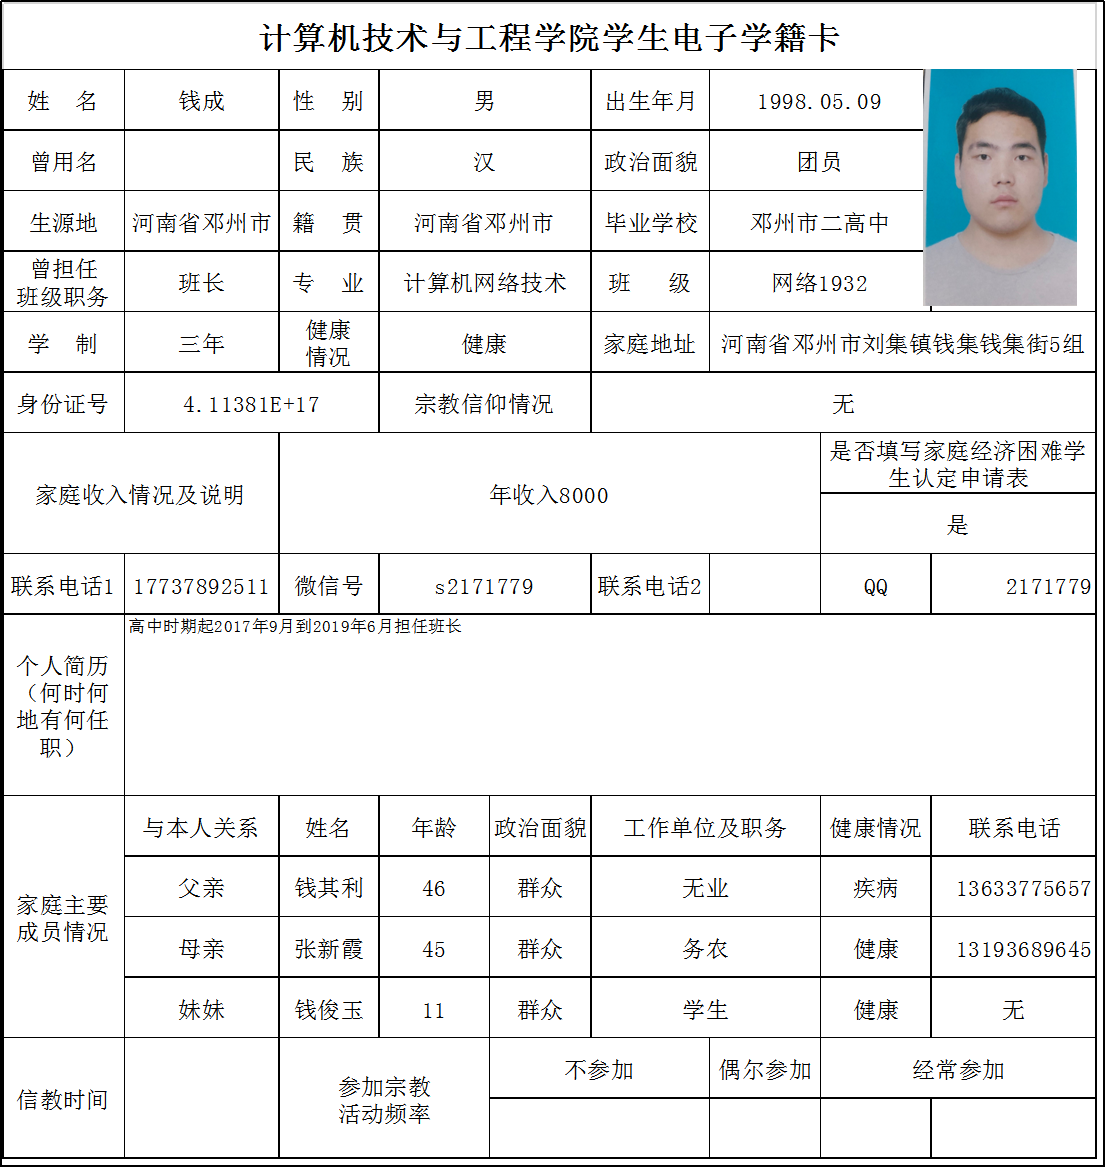 计算机技术与工程学院学生电子学籍卡
姓 名 钱成 性 别 男 出生年月 1998.05.09
曾用名 民 族 汉 政治面貌 团员
生源地 河南省邓州市 籍 贯 河南省邓州市 毕业学校 邓州市二高中
曾担任
班级职务 班长 专 业 计算机网络技术 班 级 网络1932
学 制 三年 健康
情况 健康 家庭地址 河南省邓州市刘集镇钱集钱集街5组
身份证号 4.11381E+17 宗教信仰情况 无
家庭收入情况及说明 年收入8000 是否填写家庭经济困难学
生认定申请表
是
联系电话1 17737892511 微信号 s2171779 联系电话2 QQ 2171779
个人简历
（何时何
地有何任
职）
高中时期起2017年9月到2019年6月担任班长
家庭主要
成员情况
与本人关系 姓名 年龄 政治面貌 工作单位及职务 健康情况 联系电话
父亲 钱其利 46 群众 无业 疾病 13633775657
母亲 张新霞 45 群众 务农 健康 13193689645
妹妹 钱俊玉 11 群众 学生 健康 无
信教时间 参加宗教
活动频率 不参加 偶尔参加 经常参加